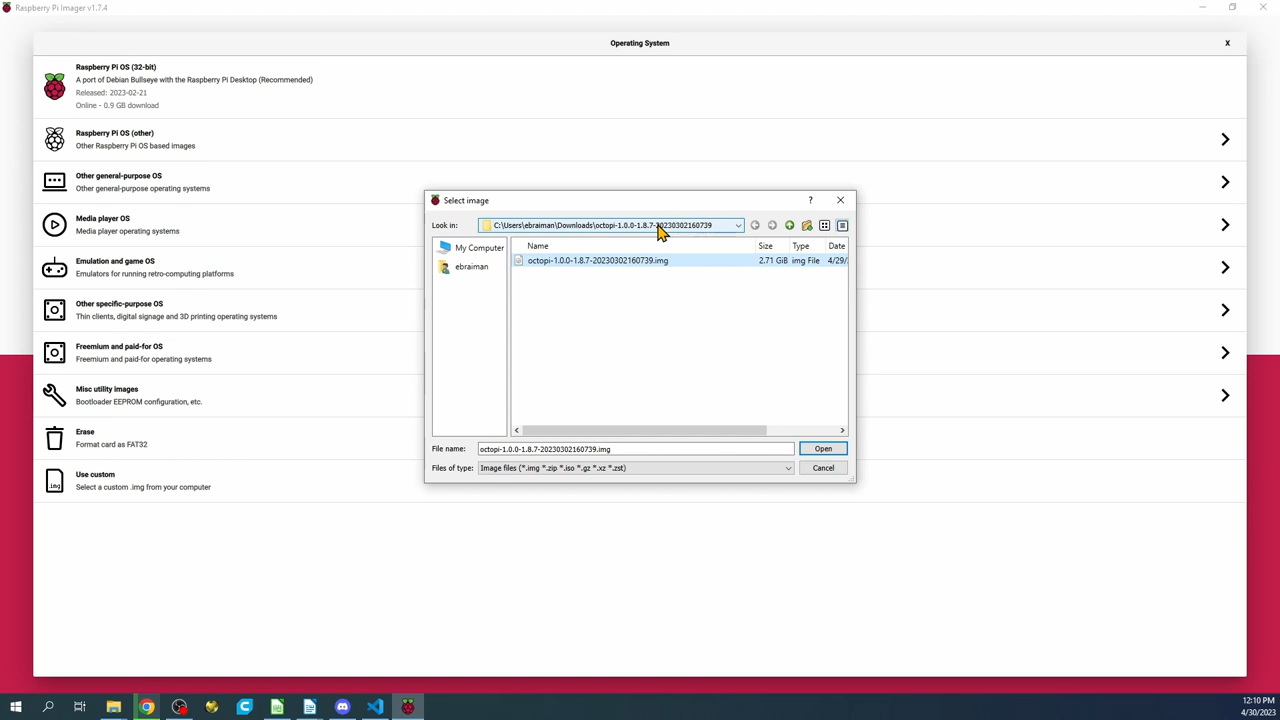 Raspberry Pi Imager v1.7.4
Operating System
X
Raspberry Pi OS (32-bit)
A port of Debian Bullseye with the Raspberry Pi Desktop (Recommended)
Released: 2023-02-21
Online - 0.9 GB download
Raspberry Pi OS (other)
Other Raspberry Pi OS based images
Other general-purpose OS
Other general-purpose operating systems
Media player OS
Media player operating systems
Emulation and game OS
Emulators for running retro-computing platforms
Other specific-purpose OS
Thin clients, digital signage and 3D printing operating systems
Freemium and paid-for OS
Freemium and paid-for operating systems
Misc utility images
Bootloader EEPROM configuration, etc.
Erase
Format card as FAT32
.img
Use custom
Select a custom .img from your computer
Select image
?
Look in: C:\Users\ebraiman\Downloads\octopi-1.0.0-1.8.7-20230302160739
My Computer
ebraiman
Name Size Type Date
octopi-1.0.0-1.8.7-20230302160739.img 2.71 GiB img File 4/29/
File name: octopi-1.0.0-1.8.7-20230302160739.img Open
Files of type: Image files (*.img *.zip *.iso *.gz *.xz *.zst) Cancel
12:10 PM
4/30/2023